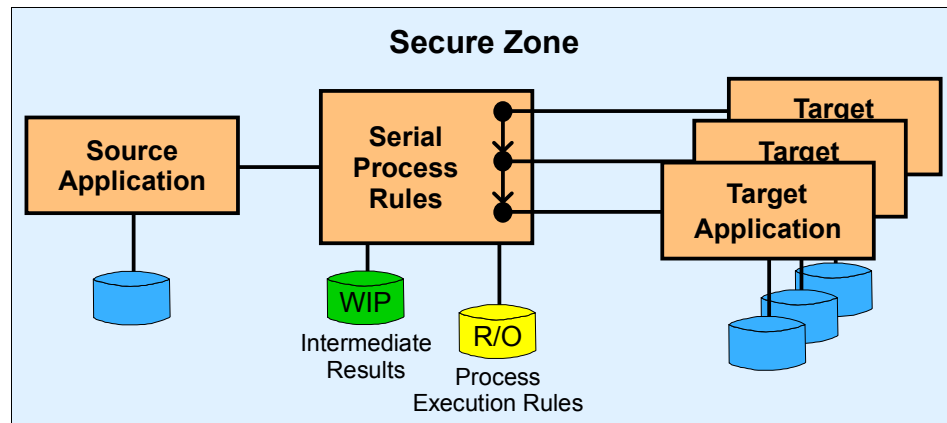 Secure Zone
Source
Application
Serial
Process
Rules
Target
Target
Target
Application
WIP
Intermediate
Results
R/O
Process
Execution Rules